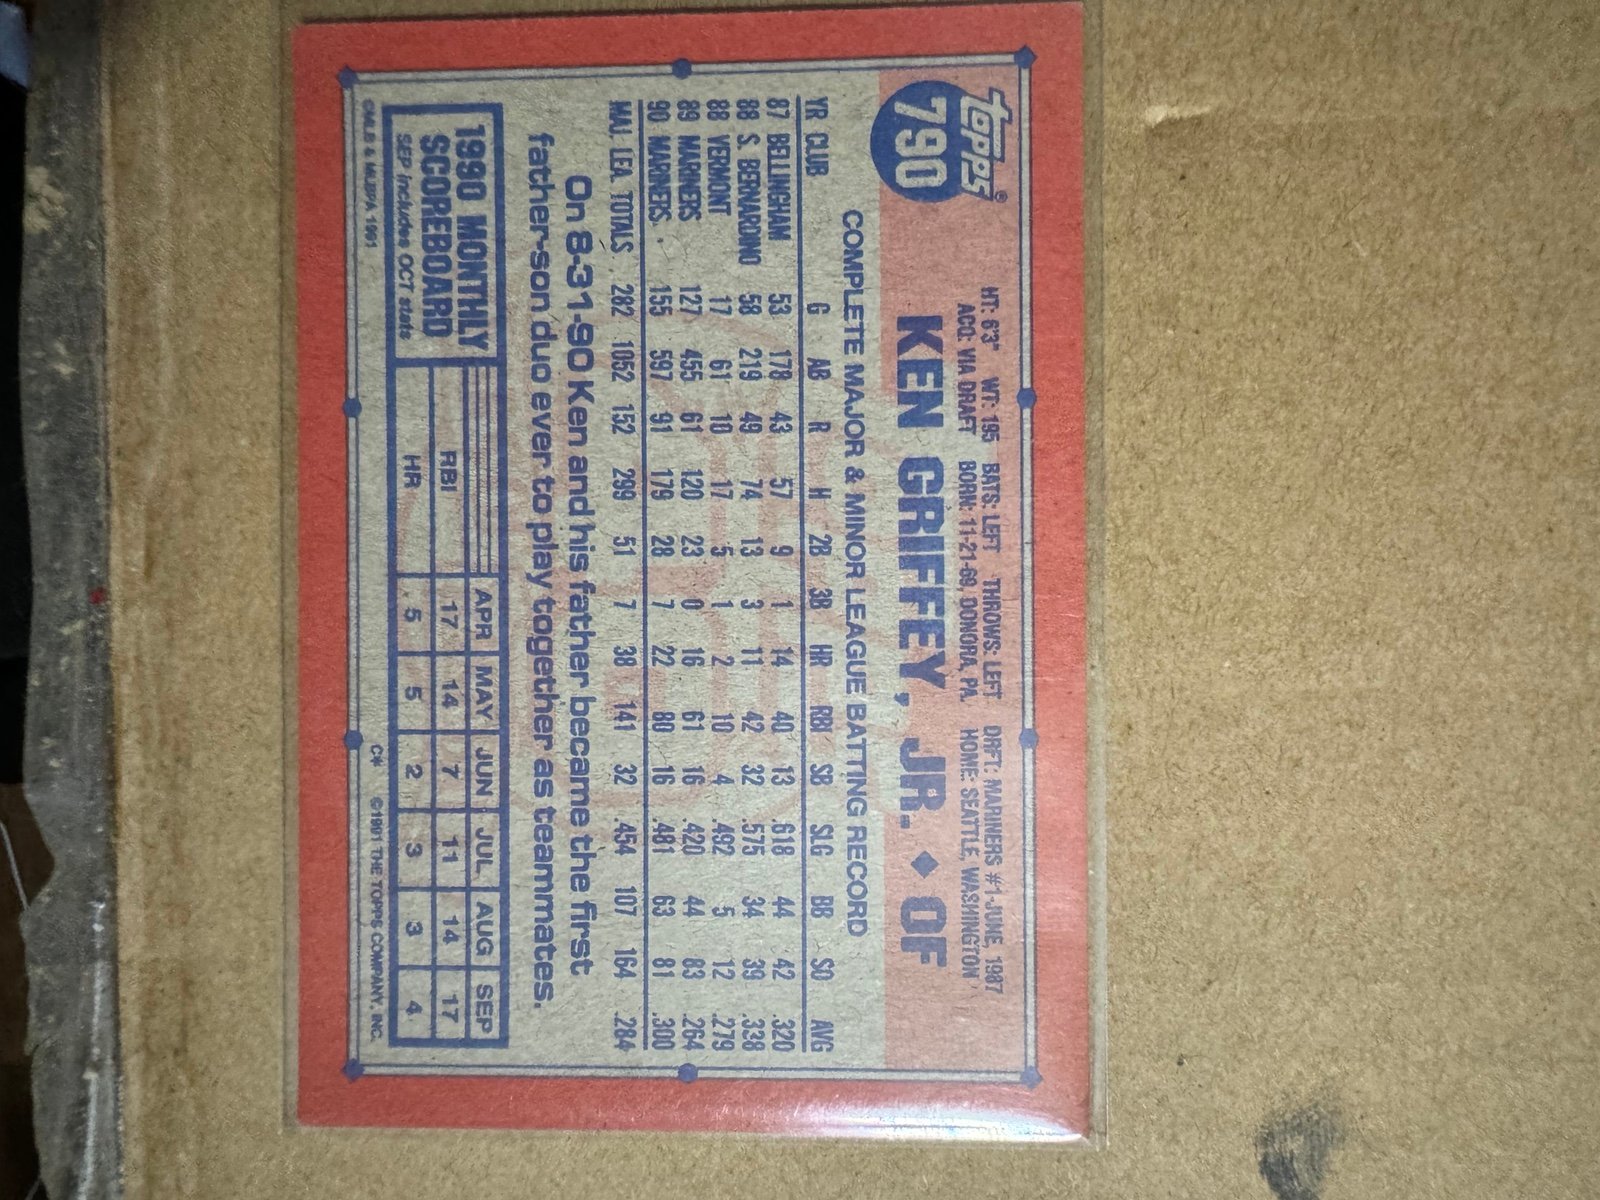 topps®
790
HT: 6'3" WT: 195 BATS: LEFT THROWS: LEFT DRFT: MARINERS #1-JUNE, 1987
ACQ: VIA DRAFT BORN: 11-21-69, DONORA, PA. HOME: SEATTLE, WASHINGTON
KEN GRIFFEY, JR. ◆ OF
COMPLETE MAJOR & MINOR LEAGUE BATTING RECORD
YR CLUB G AB R H 2B 3B HR RBI SB SLG BB SO AVG
87 BELLINGHAM 53 178 43 57 9 1 14 40 13 .618 44 42 .320
88 S. BERNARDINO 58 219 49 74 13 3 11 42 32 .575 34 39 .338
88 VERMONT 17 61 10 17 5 1 2 10 4 .492 5 12 .279
89 MARINERS 127 455 61 120 23 0 16 61 16 .420 44 83 .264
90 MARINERS 155 597 91 179 28 7 22 80 16 .481 63 81 .300
MAJ. LEA. TOTALS 282 1052 152 299 51 7 38 141 32 .454 107 164 .284
On 8-31-90 Ken and his father became the first
father-son duo ever to play together as teammates.
1990 MONTHLY
SCOREBOARD
SEP includes OCT stats
APR MAY JUN JUL AUG SEP
RBI 17 14 7 11 14 17
HR 5 5 2 3 3 4
©MLB & MLBPA 1991
C* ©1991 THE TOPPS COMPANY, INC.